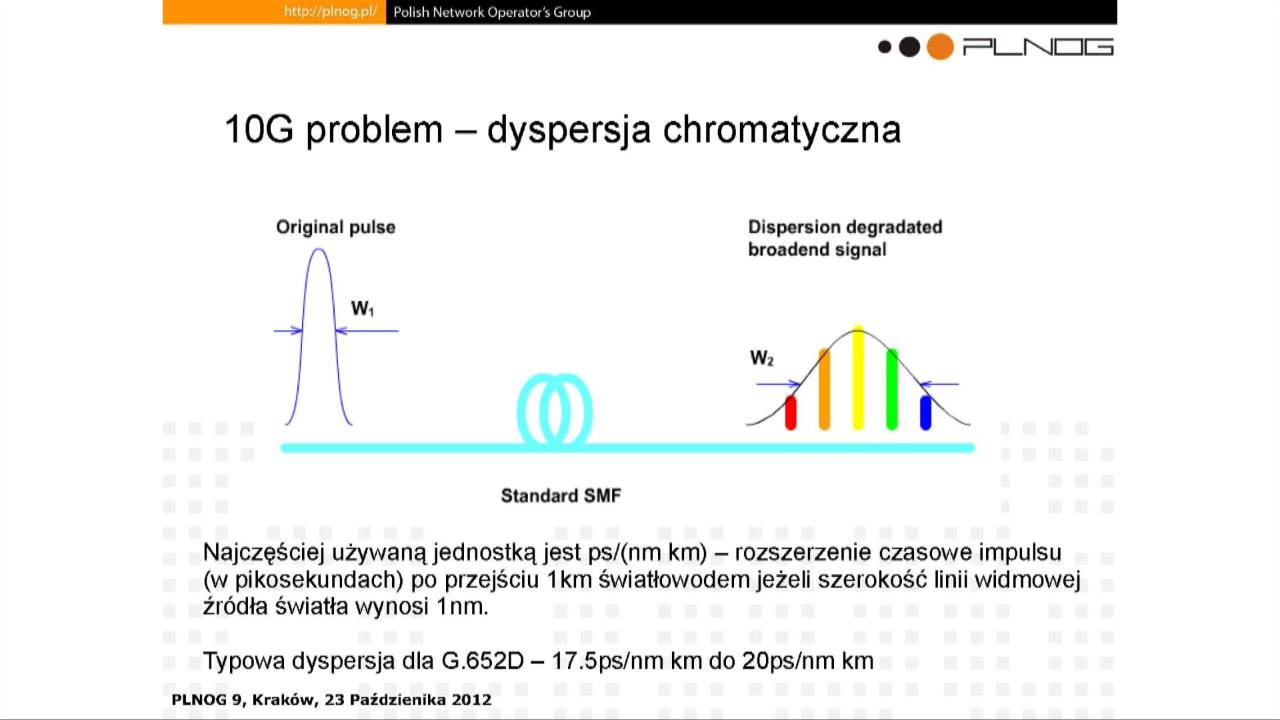 http://plnog.pl/ Polish Network Operator's Group
PLNOG
10G problem – dyspersja chromatyczna
Original pulse
Dispersion degradated
broadend signal
W1
W2
Standard SMF
Najczęściej używaną jednostką jest ps/(nm km) – rozszerzenie czasowe impulsu
(w pikosekundach) po przejściu 1km światłowodem jeżeli szerokość linii widmowej
źródła światła wynosi 1nm.
Typowa dyspersja dla G.652D – 17.5ps/nm km do 20ps/nm km
PLNOG 9, Kraków, 23 Paździenika 2012